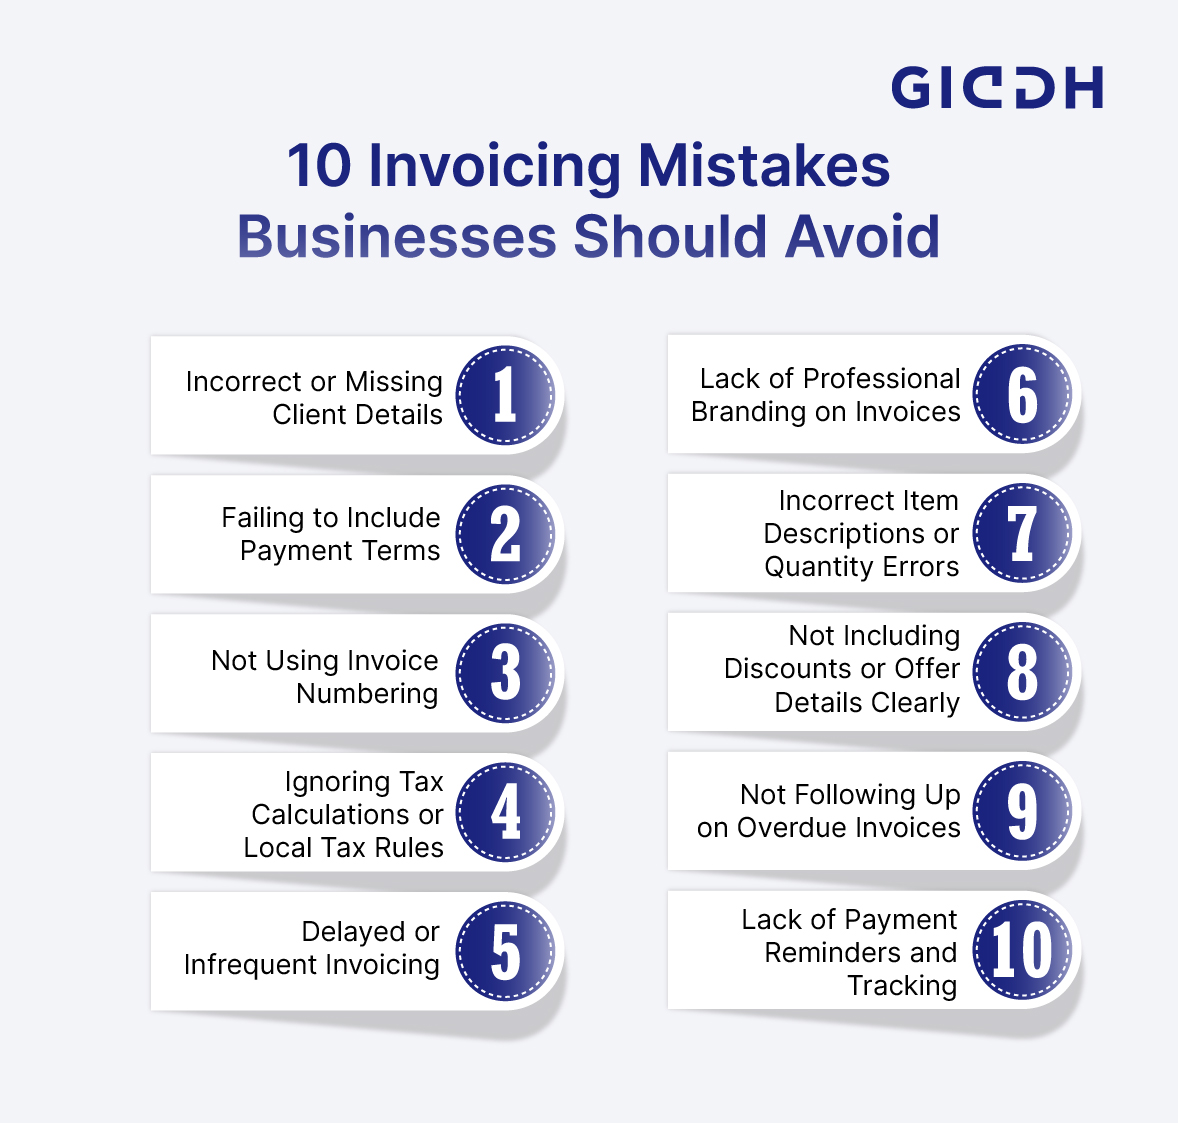 GICDH
10 Invoicing Mistakes
Businesses Should Avoid
Incorrect or Missing
Client Details
1
Failing to Include
Payment Terms
2
Not Using Invoice
Numbering
3
Ignoring Tax
Calculations or
Local Tax Rules
4
Delayed or
Infrequent Invoicing
5
Lack of Professional
Branding on Invoices
6
Incorrect Item
Descriptions or
Quantity Errors
7
Not Including
Discounts or Offer
Details Clearly
8
Not Following Up
on Overdue Invoices
9
Lack of Payment
Reminders and
Tracking
10